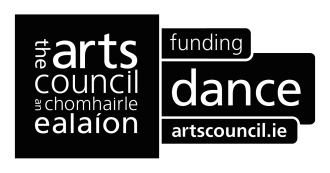 the arts
council
an chomhairle
ealaíon
funding
dance
artscouncil.ie